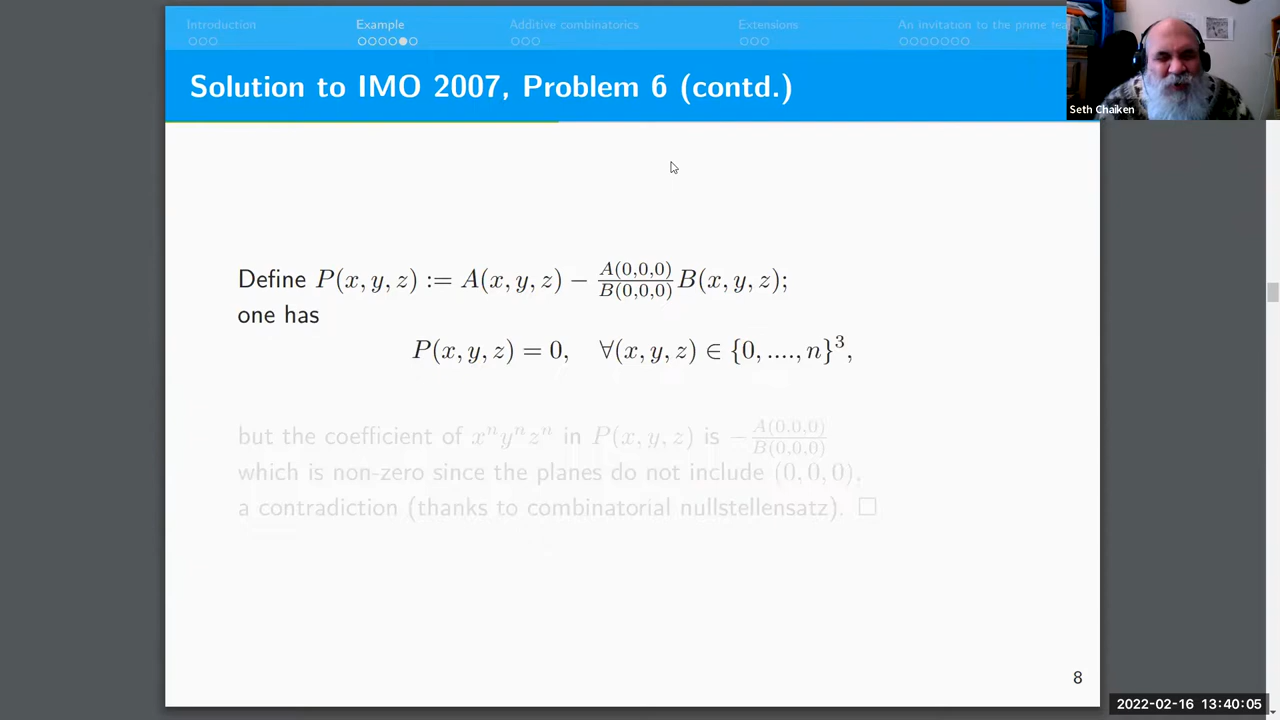 Introduction Example Additive combinatorics Extensions An invitation to the prime
Solution to IMO 2007, Problem 6 (contd.)
Seth Chaiken
Define P(x, y, z) := A(x, y, z) − A(0,0,0)/B(0,0,0) B(x, y, z);
one has
P(x, y, z) = 0, ∀(x, y, z) ∈ {0, ...., n}³,
but the coefficient of xⁿyⁿzⁿ in P(x, y, z) is − A(0.0,0)/B(0,0,0)
which is non-zero since the planes do not include (0, 0, 0),
a contradiction (thanks to combinatorial nullstellensatz). □
8
2022-02-16 13:40:05